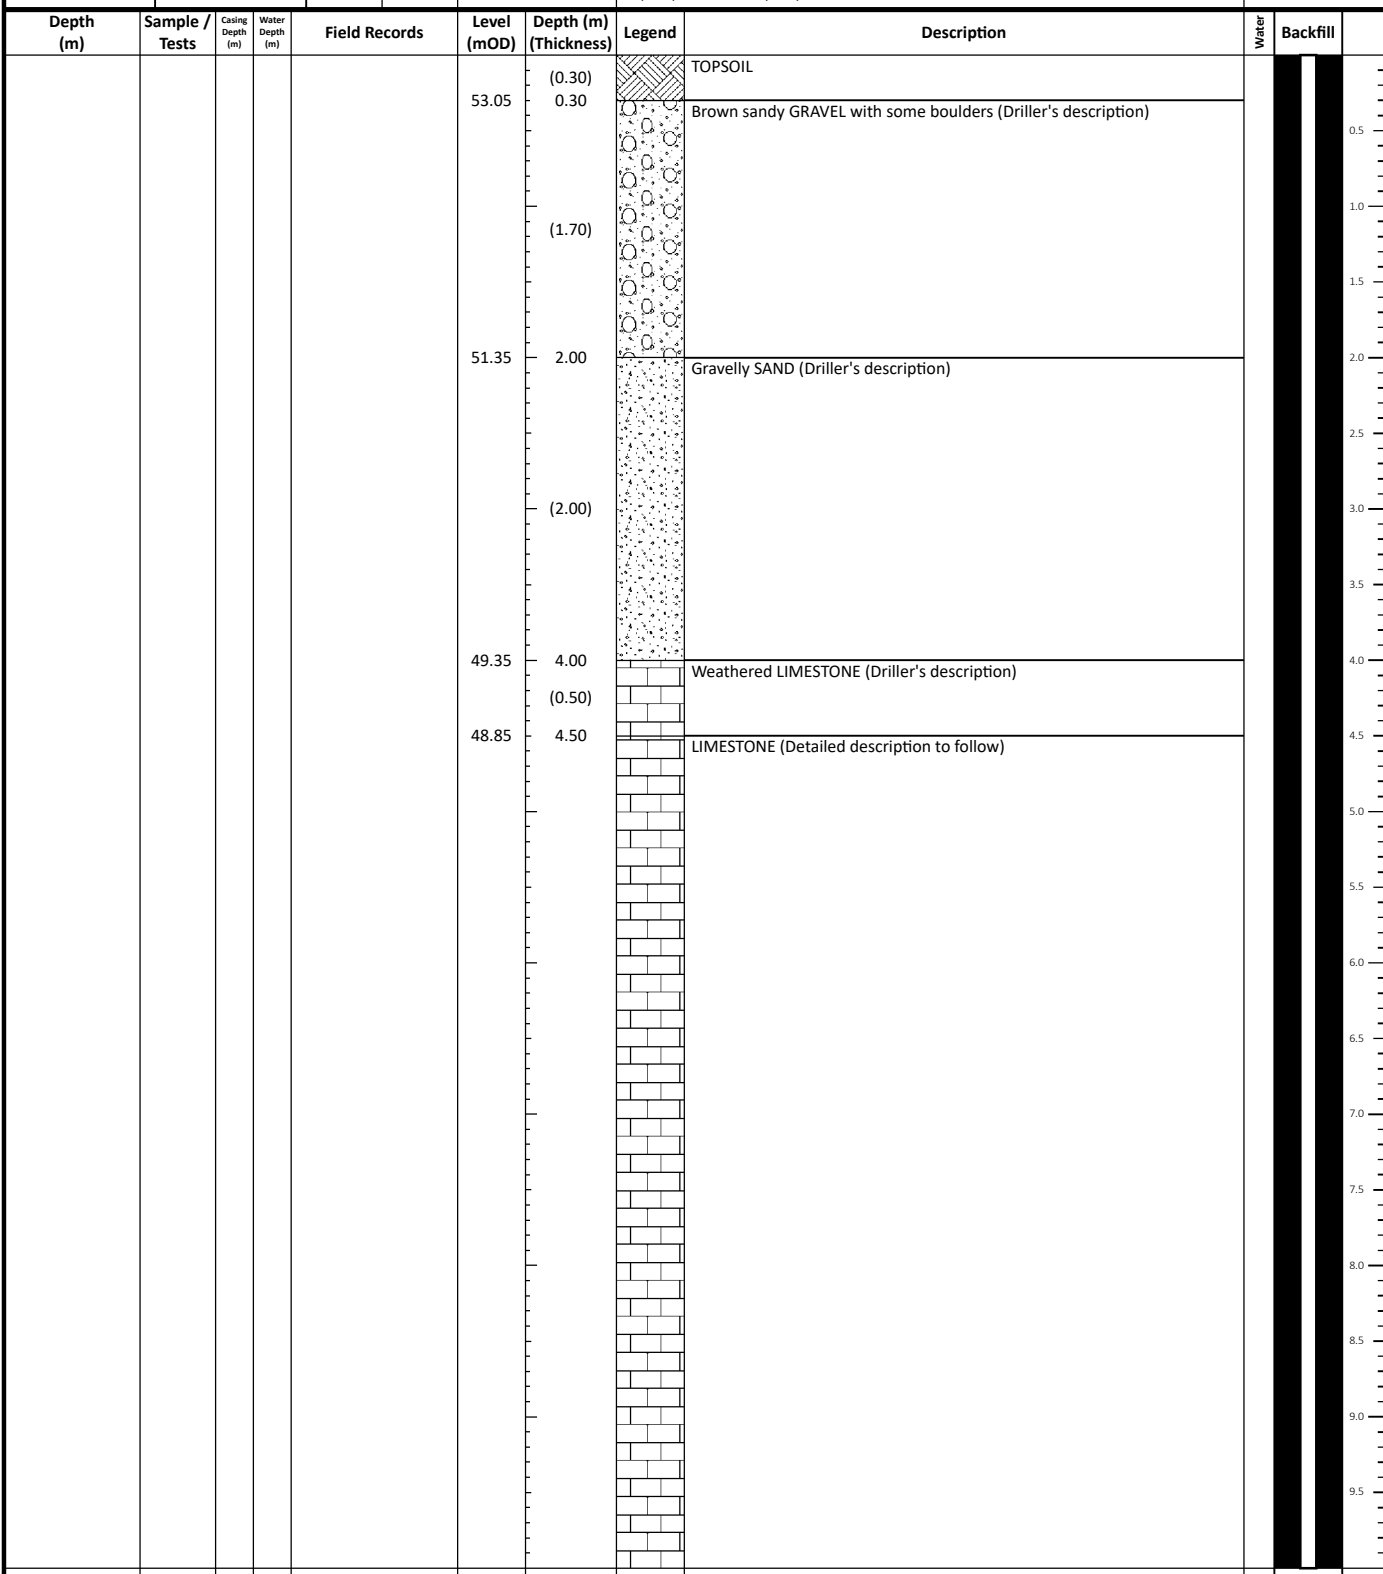 Depth Sample / Casing Water Field Records Level Depth (m) Legend Description Water Backfill
(m) Tests Depth Depth (mOD) (Thickness)
(m) (m)
TOPSOIL
(0.30)
53.05 0.30
Brown sandy GRAVEL with some boulders (Driller's description)
0.5
1.0
(1.70)
1.5
51.35 2.00 2.0
Gravelly SAND (Driller's description)
2.5
(2.00) 3.0
3.5
49.35 4.00 4.0
Weathered LIMESTONE (Driller's description)
(0.50)
48.85 4.50 4.5
LIMESTONE (Detailed description to follow)
5.0
5.5
6.0
6.5
7.0
7.5
8.0
8.5
9.0
9.5